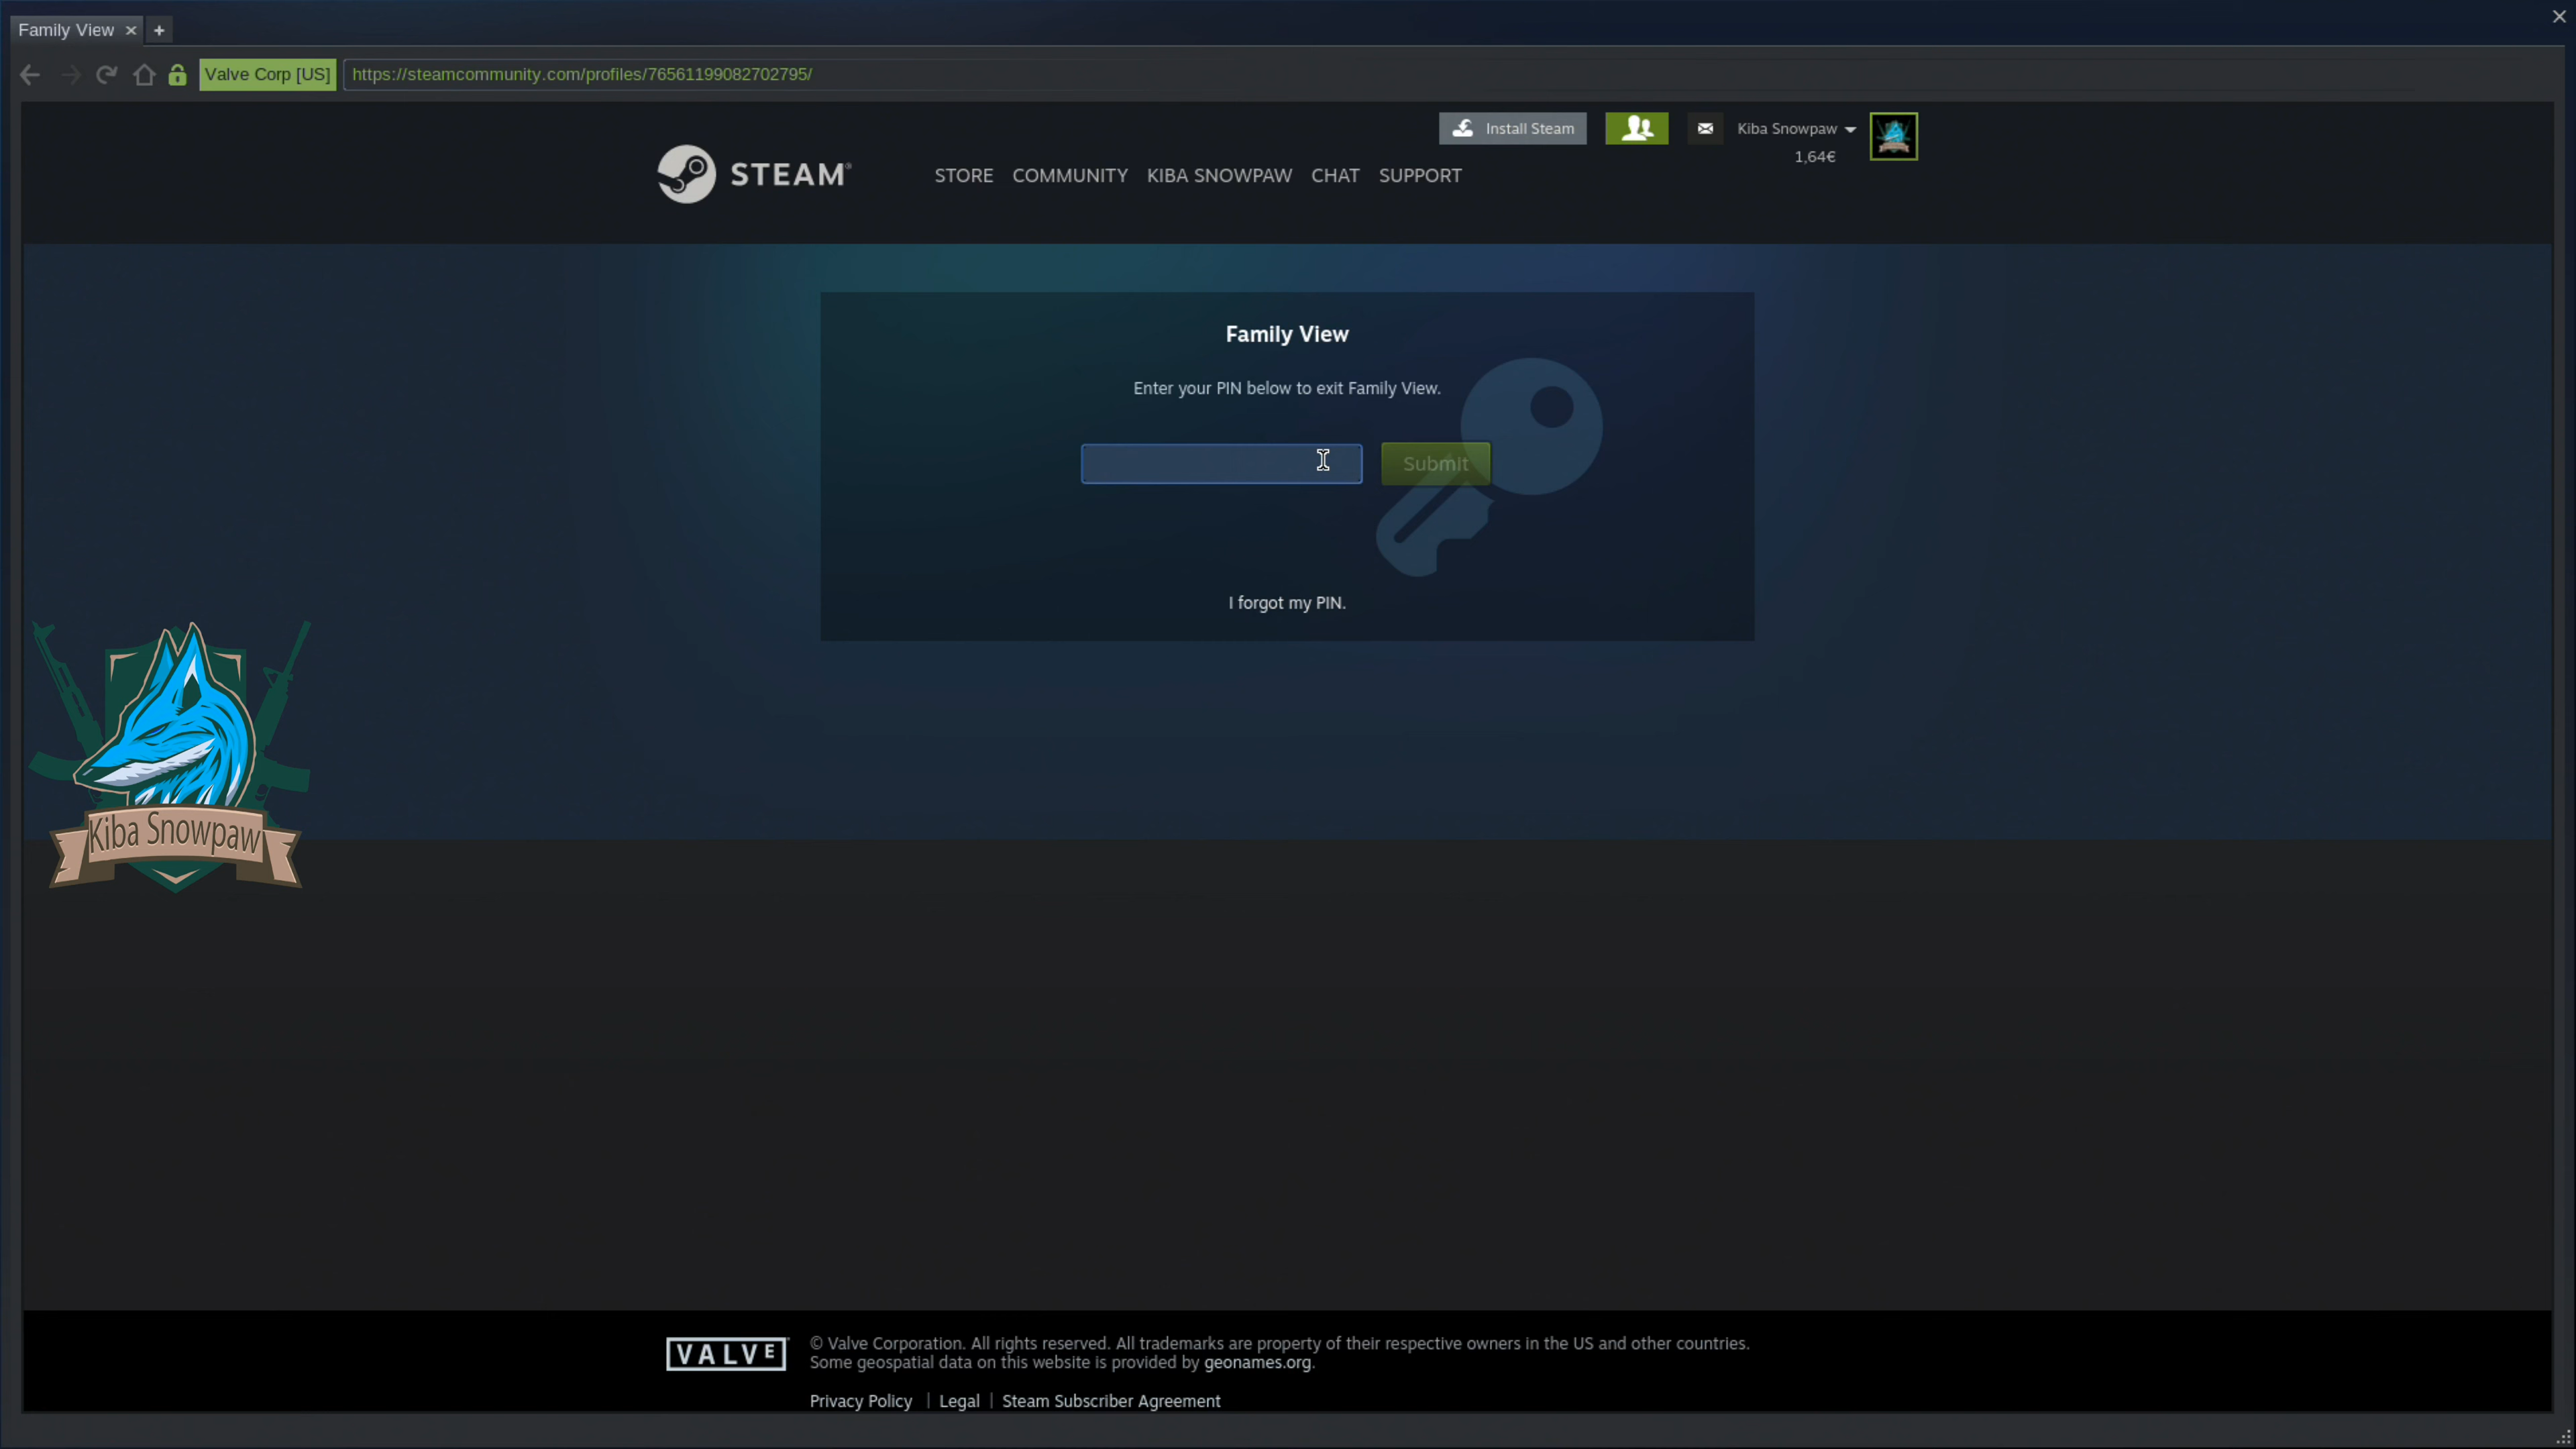 Family View
Valve Corp [US]
https://steamcommunity.com/profiles/76561199082702795/
Install Steam
Kiba Snowpaw
1,64€
STEAM®
STORE COMMUNITY KIBA SNOWPAW CHAT SUPPORT
Family View
Enter your PIN below to exit Family View.
Submit
I forgot my PIN.
Kiba Snowpaw
VALVE
© Valve Corporation. All rights reserved. All trademarks are property of their respective owners in the US and other countries.
Some geospatial data on this website is provided by geonames.org.
Privacy Policy | Legal | Steam Subscriber Agreement